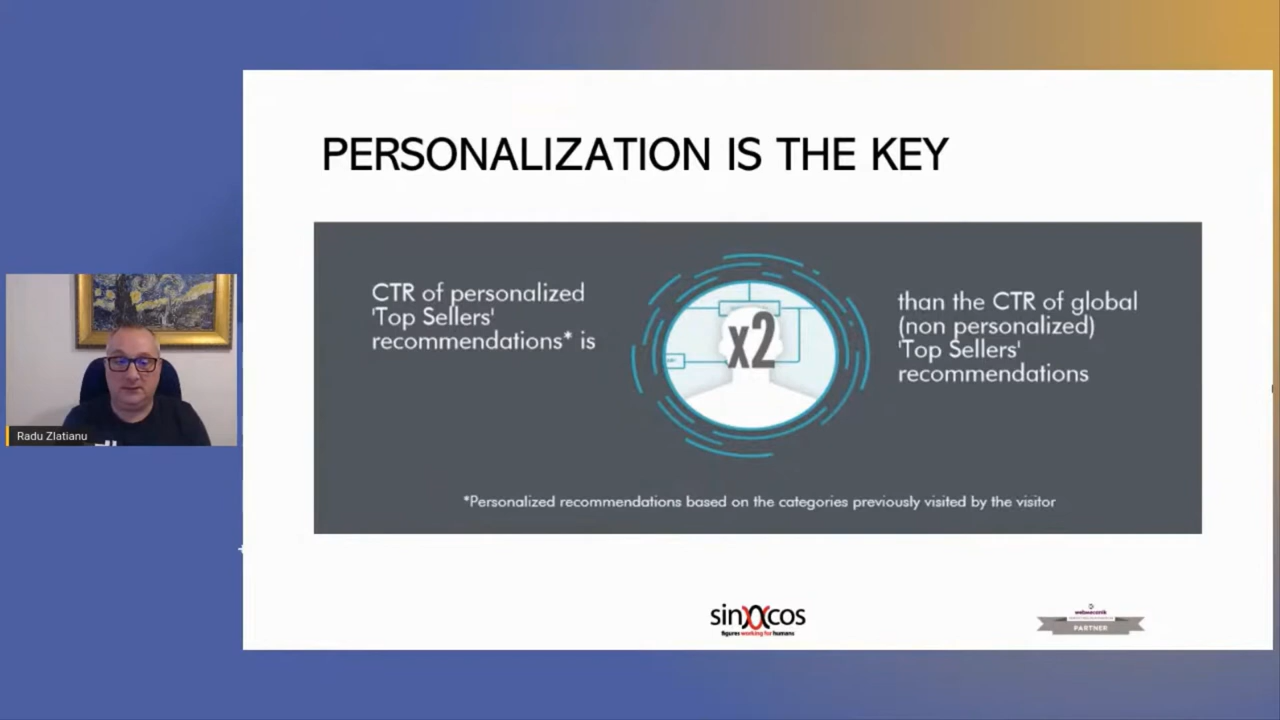 PERSONALIZATION IS THE KEY
CTR of personalized
'Top Sellers'
recommendations* is
x2
than the CTR of global
(non personalized)
'Top Sellers'
recommendations
*Personalized recommendations based on the categories previously visited by the visitor
Radu Zlatianu
sin cos
figures working for humans
PARTNER